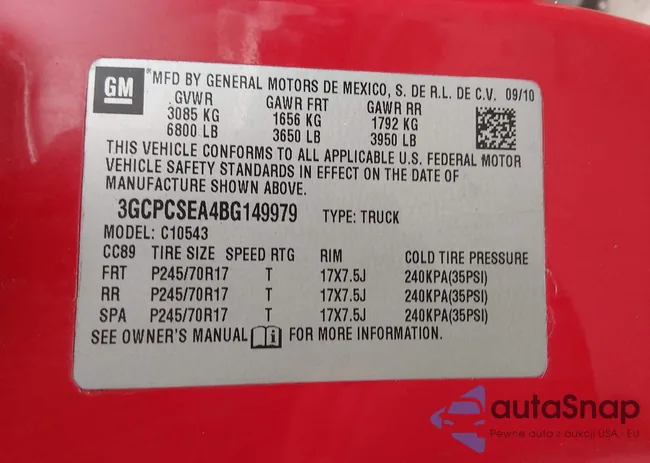 GM *MFD BY GENERAL MOTORS DE MEXICO, S. DE R.L. DE C.V. 09/10
GVWR GAWR FRT GAWR RR
3085 KG 1656 KG 1792 KG
6800 LB 3650 LB 3950 LB
THIS VEHICLE CONFORMS TO ALL APPLICABLE U.S. FEDERAL MOTOR
VEHICLE SAFETY STANDARDS IN EFFECT ON THE DATE OF
MANUFACTURE SHOWN ABOVE.
3GCPCSEA4BG149979 TYPE: TRUCK
MODEL: C10543
CC89 TIRE SIZE SPEED RTG RIM COLD TIRE PRESSURE
FRT P245/70R17 T 17X7.5J 240KPA(35PSI)
RR P245/70R17 T 17X7.5J 240KPA(35PSI)
SPA P245/70R17 T 17X7.5J 240KPA(35PSI)
SEE OWNER'S MANUAL i FOR MORE INFORMATION.
autaSnap
Pewne auta z aukcji USA - EU